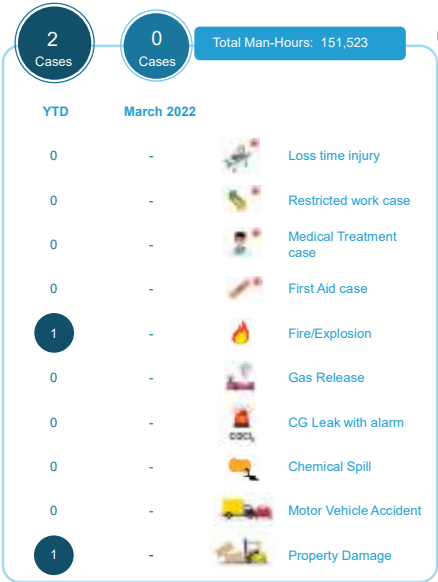 2
Cases
0
Cases
Total Man-Hours: 151,523
YTD
March 2022
0 - Loss time injury
0 - Restricted work case
0 - Medical Treatment
case
0 - First Aid case
1 - Fire/Explosion
0 - Gas Release
0 - CG Leak with alarm
COCl₂
0 - Chemical Spill
0 - Motor Vehicle Accident
1 - Property Damage